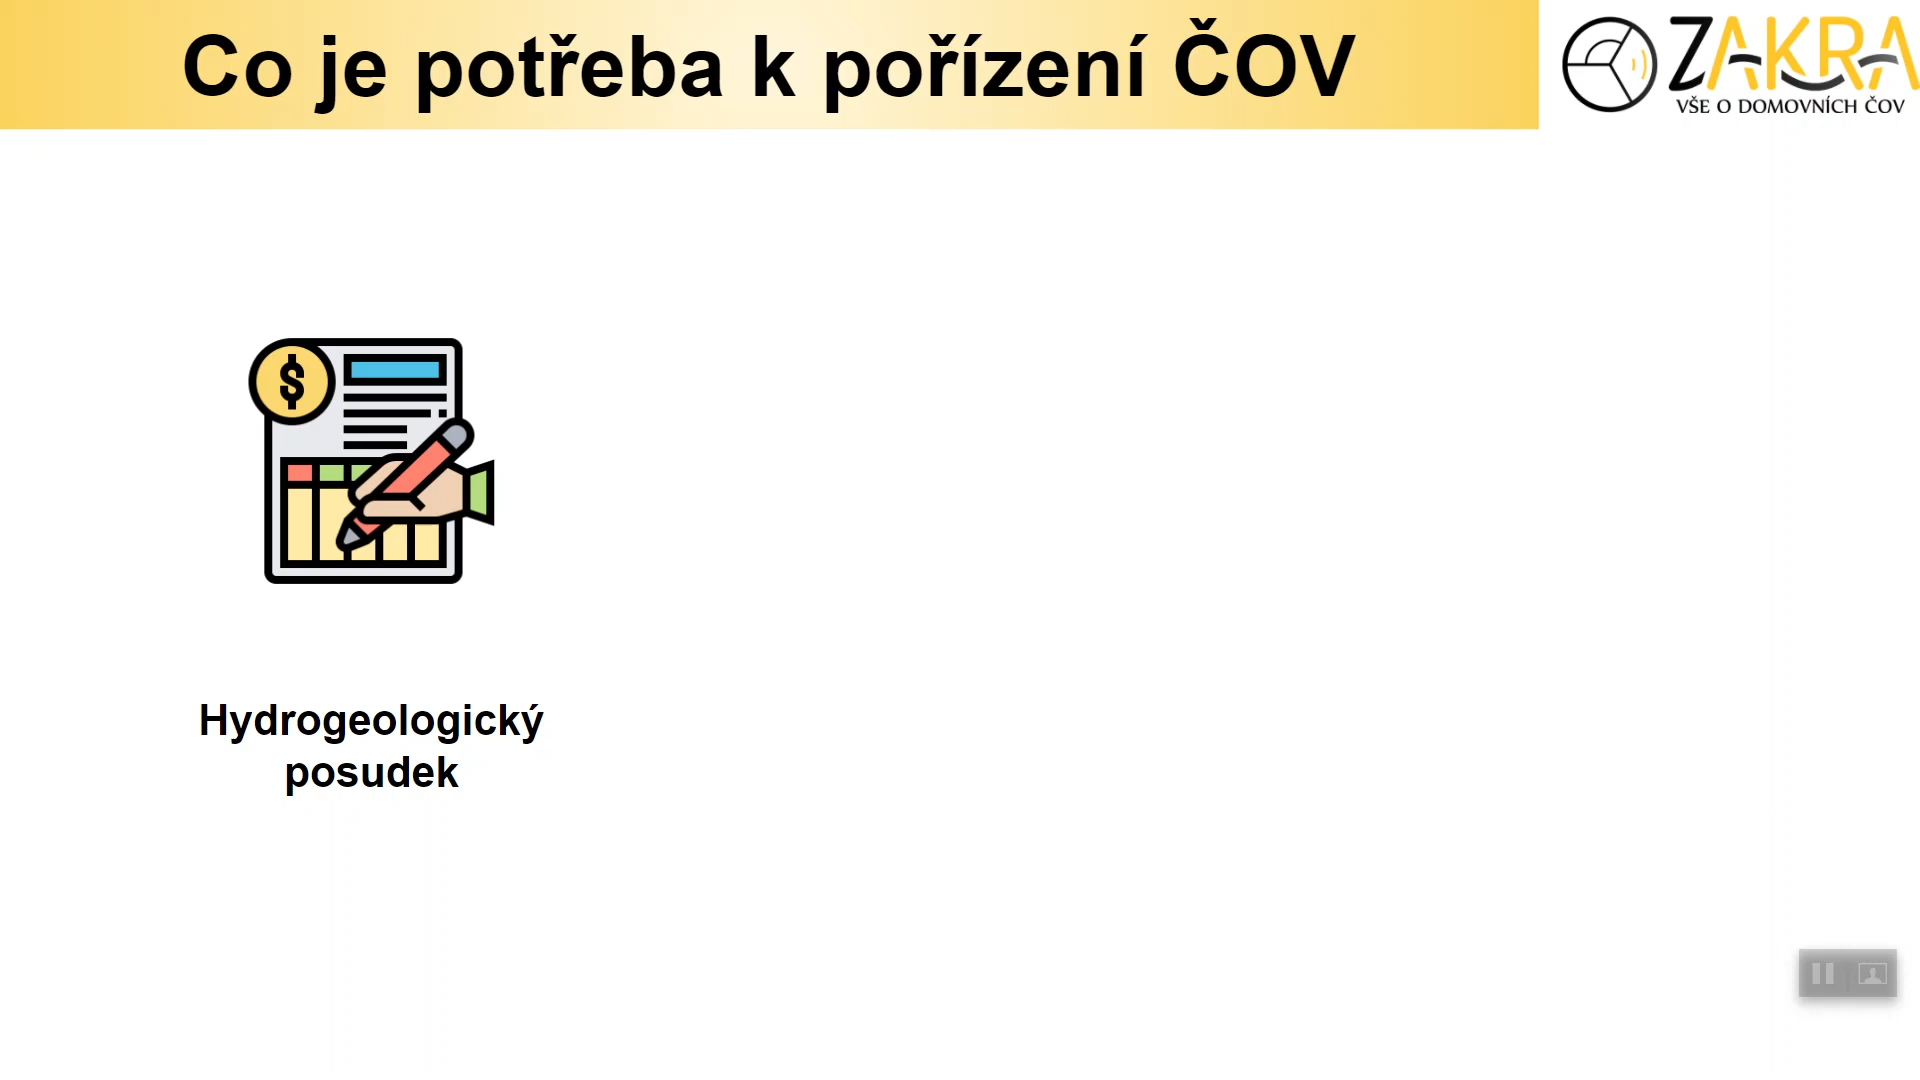 Co je potřeba k pořízení ČOV
ZAKRA
VŠE O DOMOVNÍCH ČOV
$
Hydrogeologický
posudek